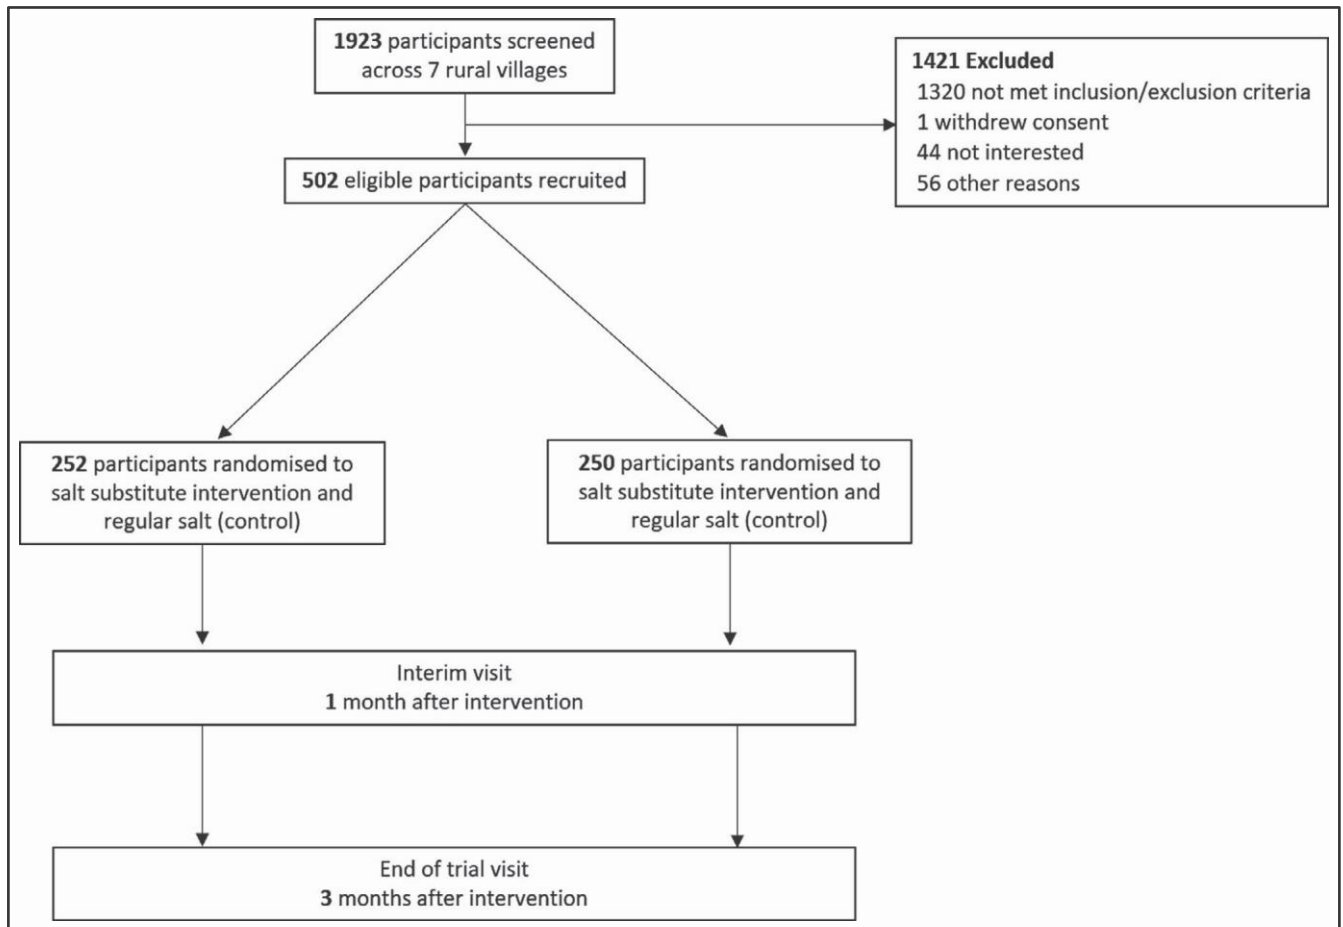 1923 participants screened
across 7 rural villages
1421 Excluded
1320 not met inclusion/exclusion criteria
1 withdrew consent
44 not interested
56 other reasons
502 eligible participants recruited
252 participants randomised to
salt substitute intervention and
regular salt (control)
250 participants randomised to
salt substitute intervention and
regular salt (control)
Interim visit
1 month after intervention
End of trial visit
3 months after intervention